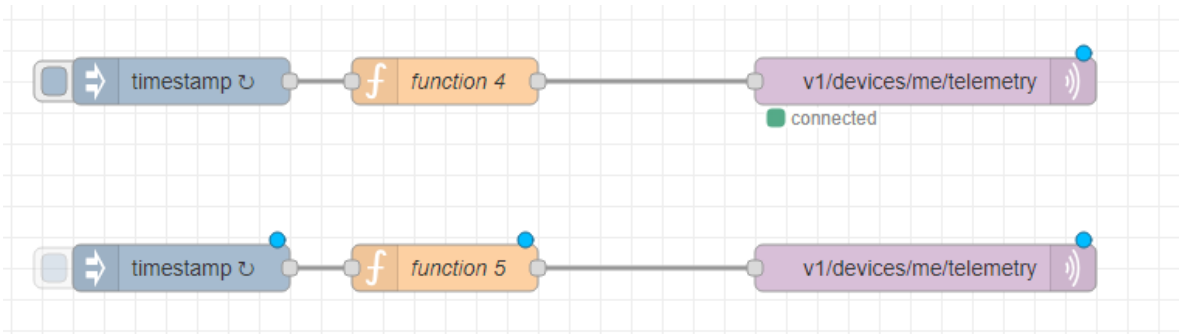 timestamp ↻ function 4 v1/devices/me/telemetry
connected
timestamp ↻ function 5 v1/devices/me/telemetry